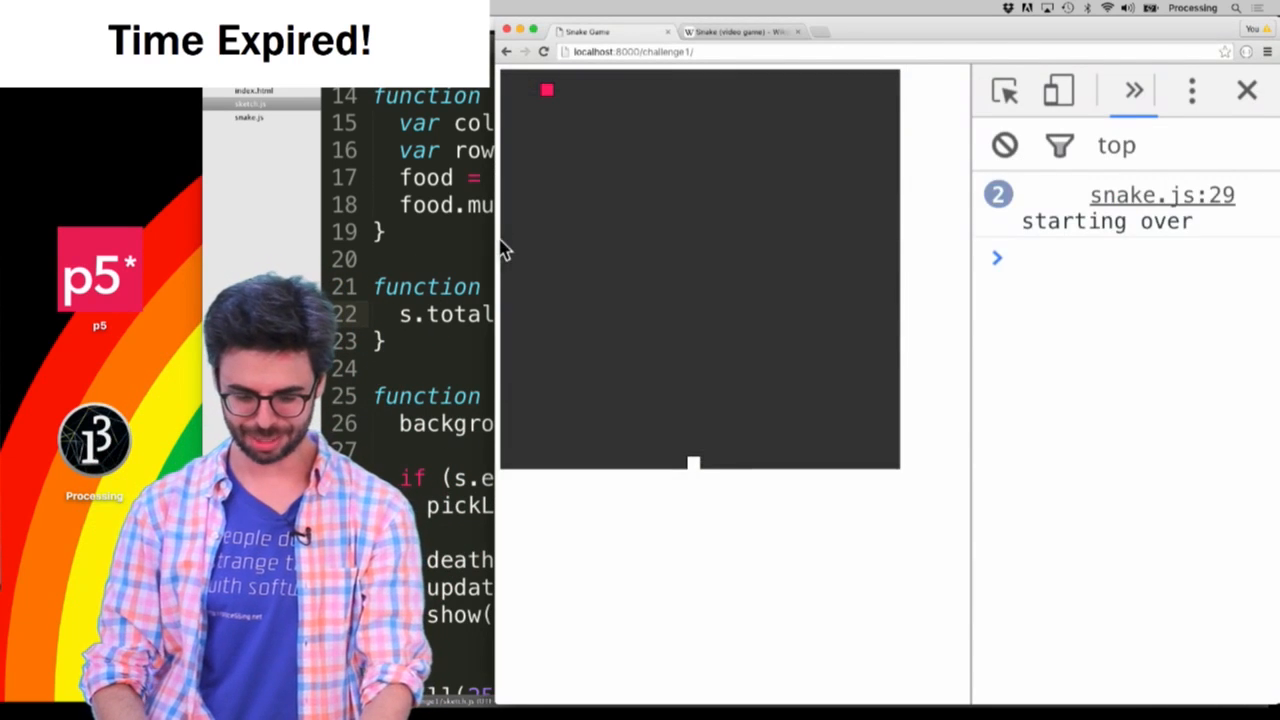 Time Expired!
Processing
Snake Game
Snake (video game) - Wiki
You
localhost:8000/challenge1/
index.html
sketch.js
snake.js
14 function
15 var col
16 var row
17 food =
18 food.mu
19 }
20
21 function
22 s.total
23 }
24
25 function
26 backgro
27
if (s.e
pickL
death
updat
show(
top
2 snake.js:29
starting over
p5*
p5
Processing
people do
strange t
with softw